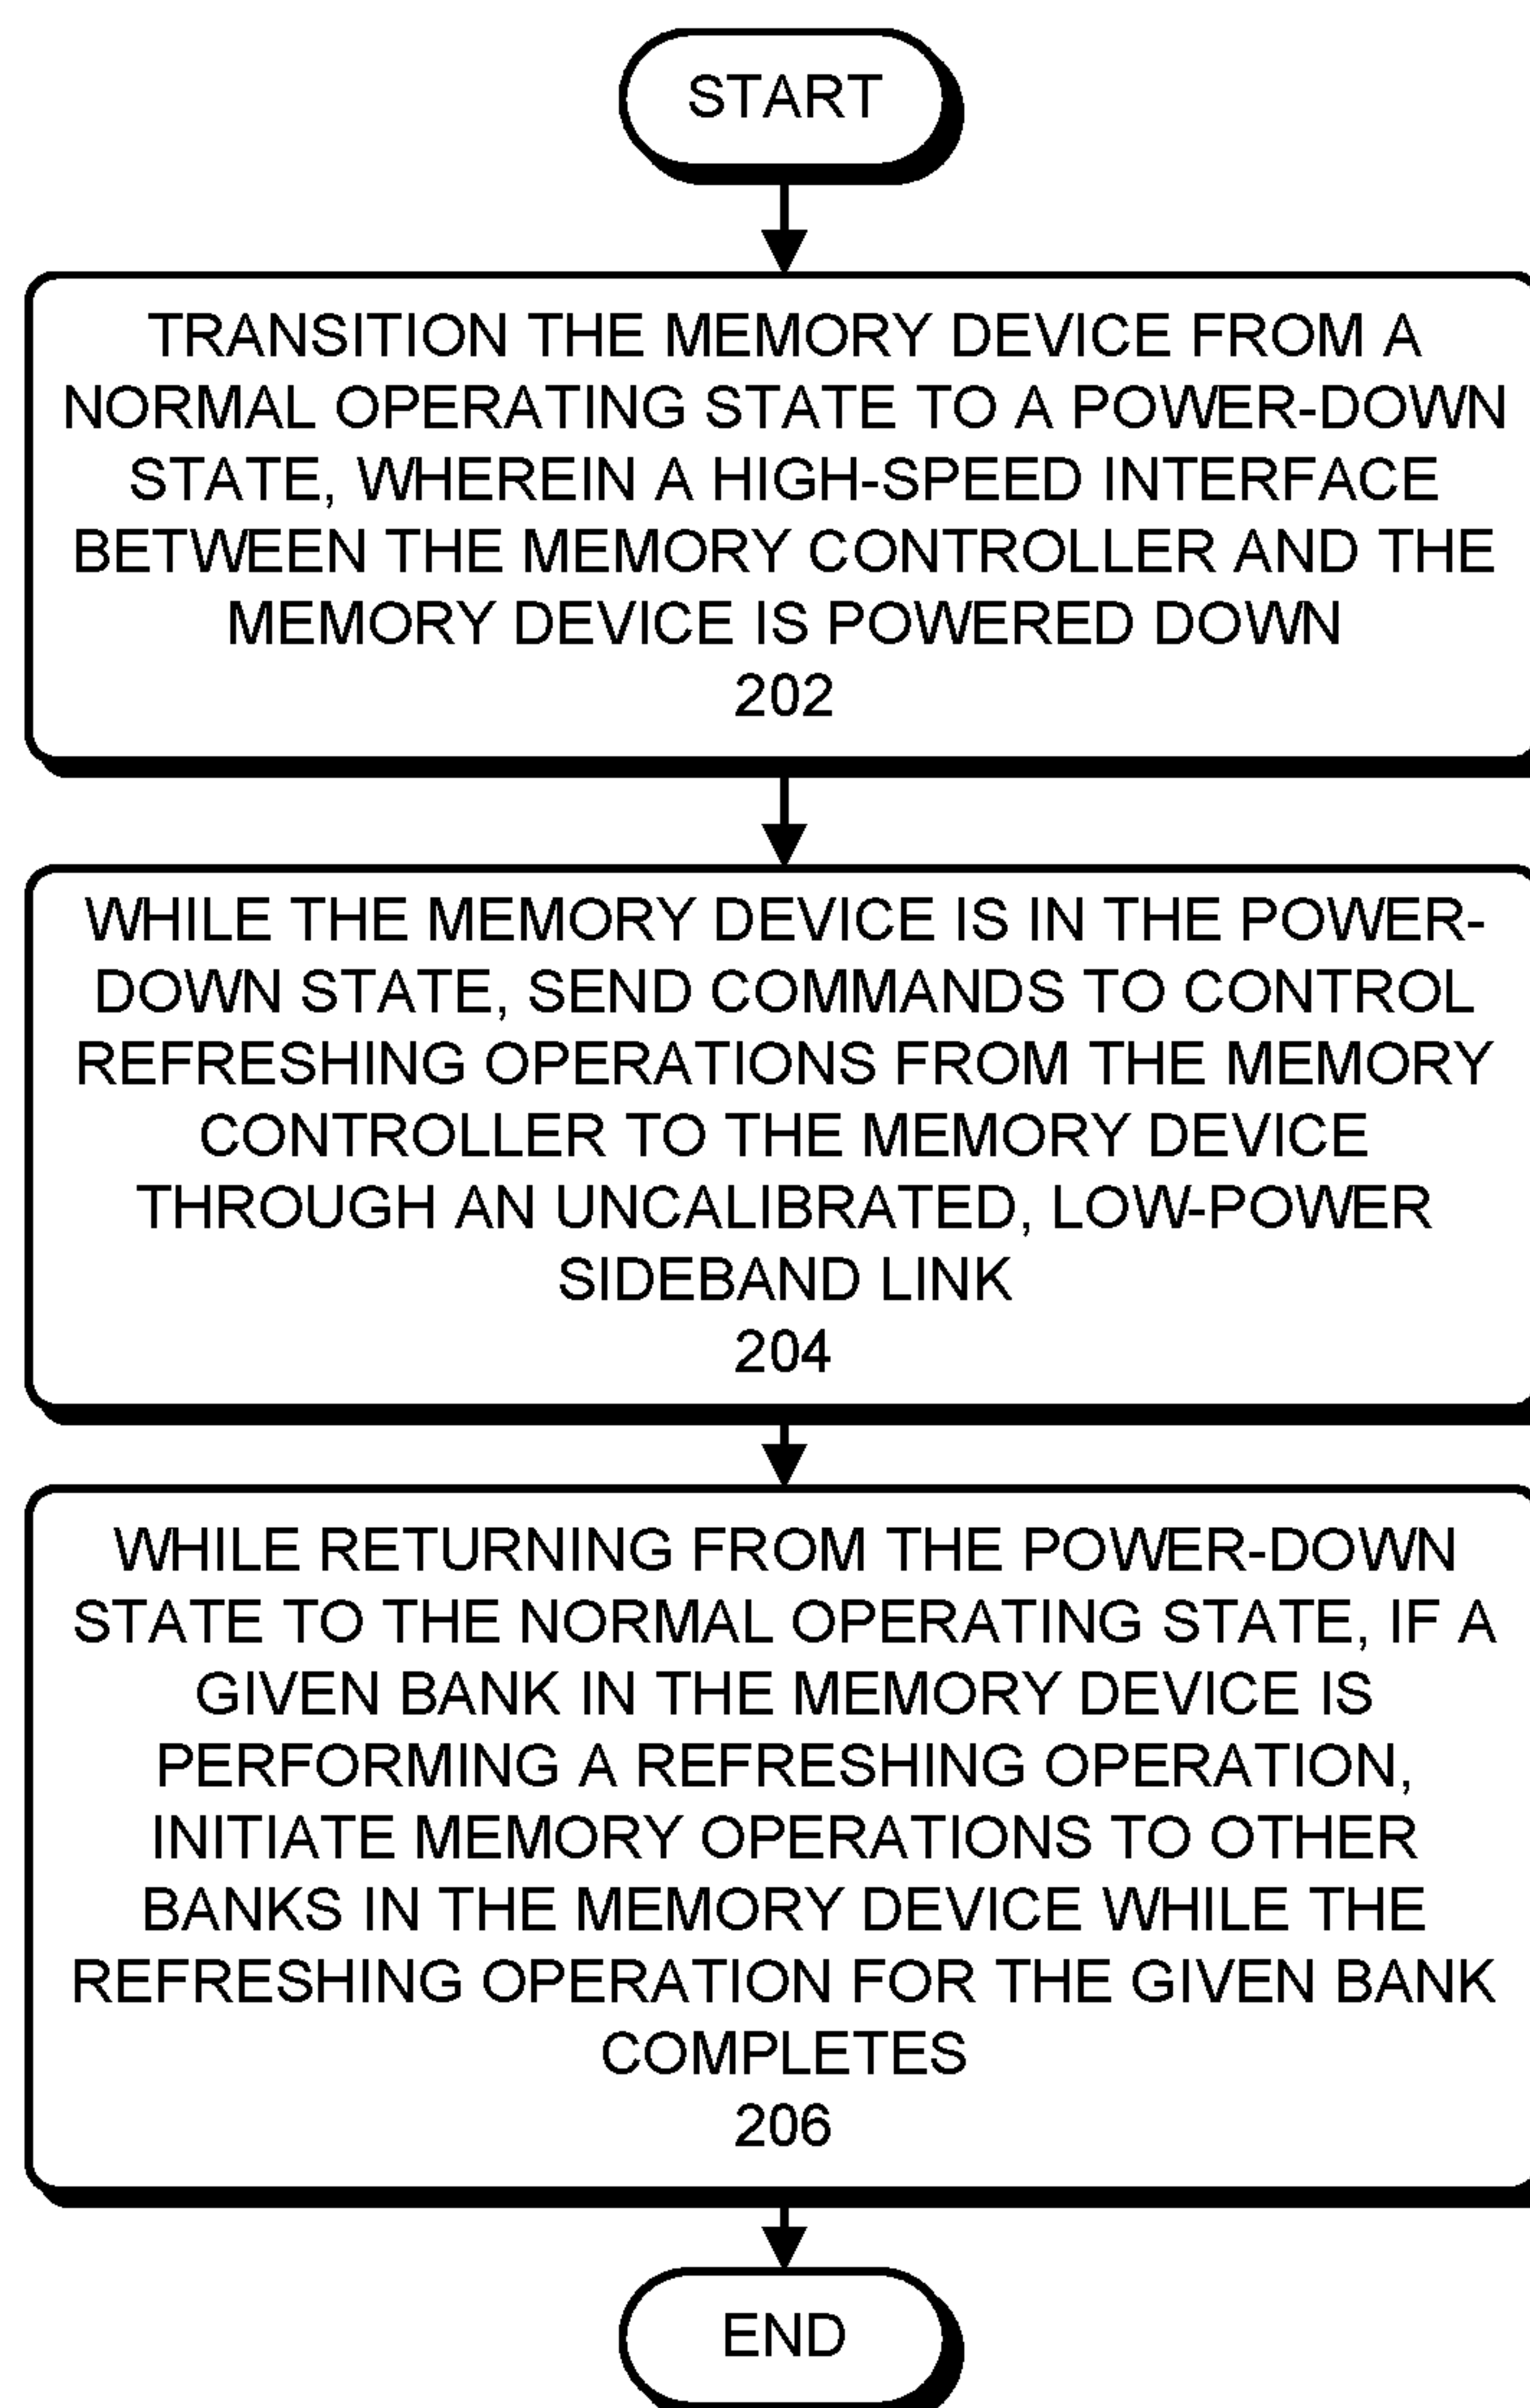 START
TRANSITION THE MEMORY DEVICE FROM A
NORMAL OPERATING STATE TO A POWER-DOWN
STATE, WHEREIN A HIGH-SPEED INTERFACE
BETWEEN THE MEMORY CONTROLLER AND THE
MEMORY DEVICE IS POWERED DOWN
202
WHILE THE MEMORY DEVICE IS IN THE POWER-
DOWN STATE, SEND COMMANDS TO CONTROL
REFRESHING OPERATIONS FROM THE MEMORY
CONTROLLER TO THE MEMORY DEVICE
THROUGH AN UNCALIBRATED, LOW-POWER
SIDEBAND LINK
204
WHILE RETURNING FROM THE POWER-DOWN
STATE TO THE NORMAL OPERATING STATE, IF A
GIVEN BANK IN THE MEMORY DEVICE IS
PERFORMING A REFRESHING OPERATION,
INITIATE MEMORY OPERATIONS TO OTHER
BANKS IN THE MEMORY DEVICE WHILE THE
REFRESHING OPERATION FOR THE GIVEN BANK
COMPLETES
206
END